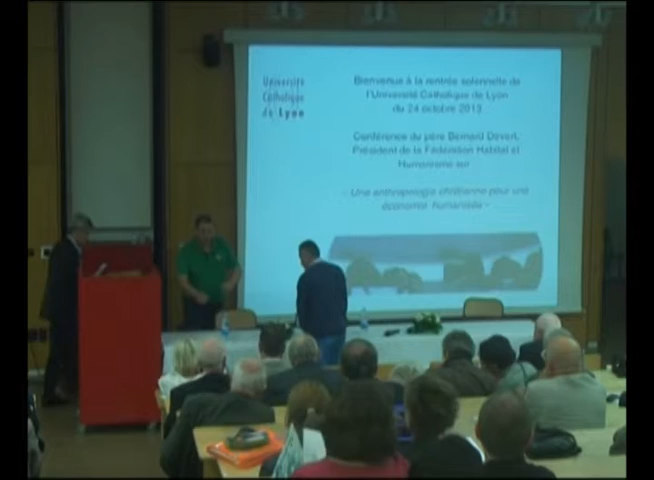 Université
Catholique
de Lyon
Bienvenue à la rentrée solennelle de
l'Université Catholique de Lyon
du 24 octobre 2013
Conférence du père Bernard Devert,
Président de la Fédération Habitat et
Humanisme sur
« Une anthropologie chrétienne pour une
économie humanisée »